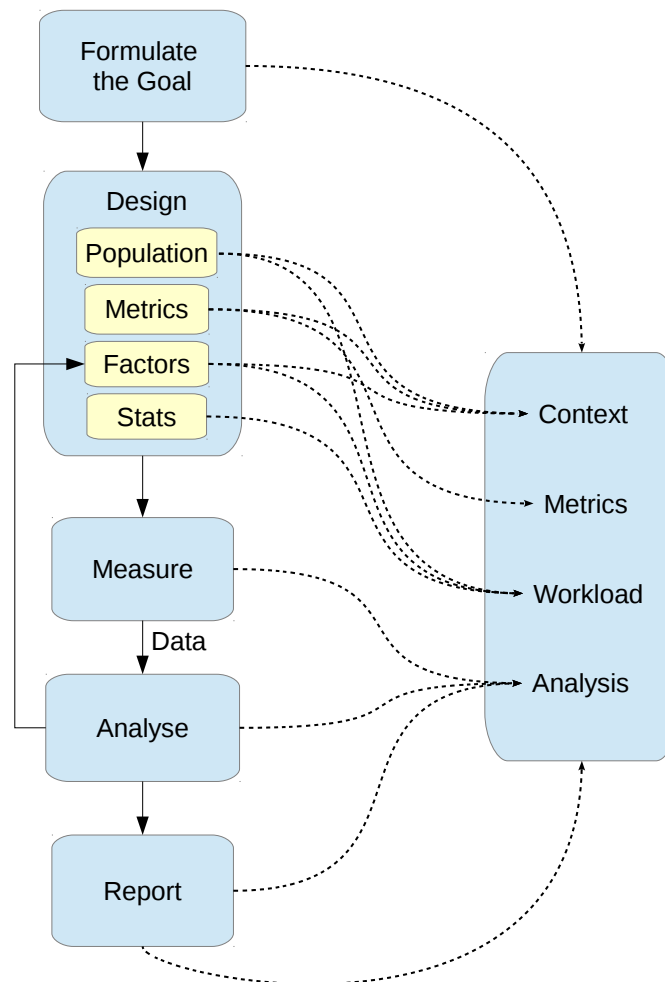 Formulate
the Goal
Design
Population
Metrics
Factors
Stats
Measure
Data
Analyse
Report
Context
Metrics
Workload
Analysis